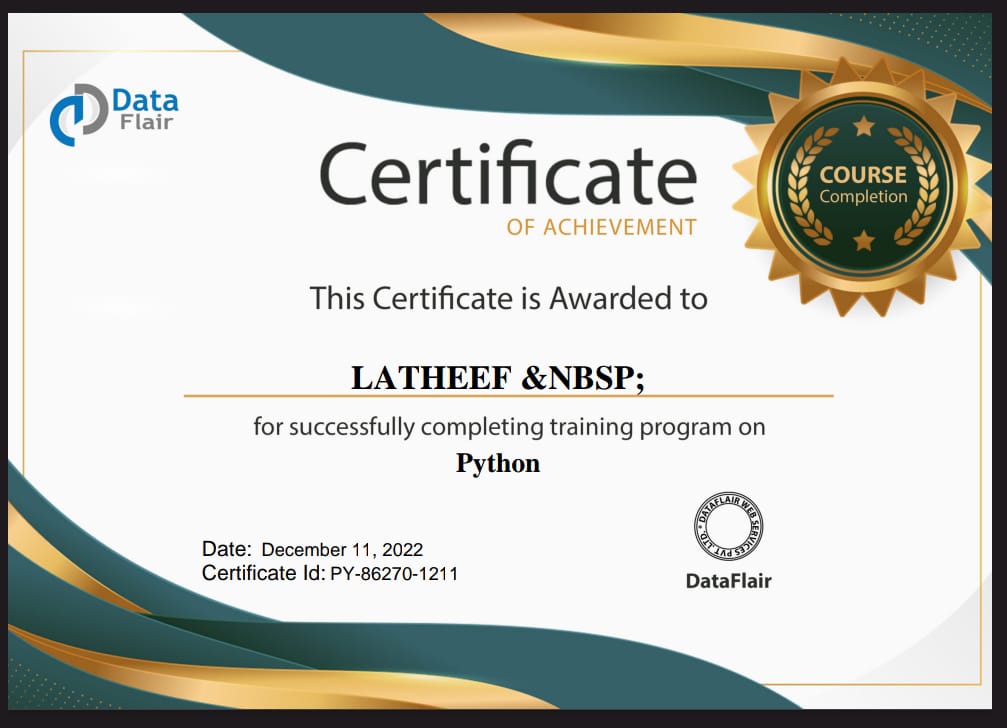 Data
Flair
Certificate
OF ACHIEVEMENT
COURSE
Completion
This Certificate is Awarded to
LATHEEF &NBSP;
for successfully completing training program on
Python
Date: December 11, 2022
Certificate Id: PY-86270-1211
* DATAFLAIR WEB SERVICES PVT. LTD.
DataFlair